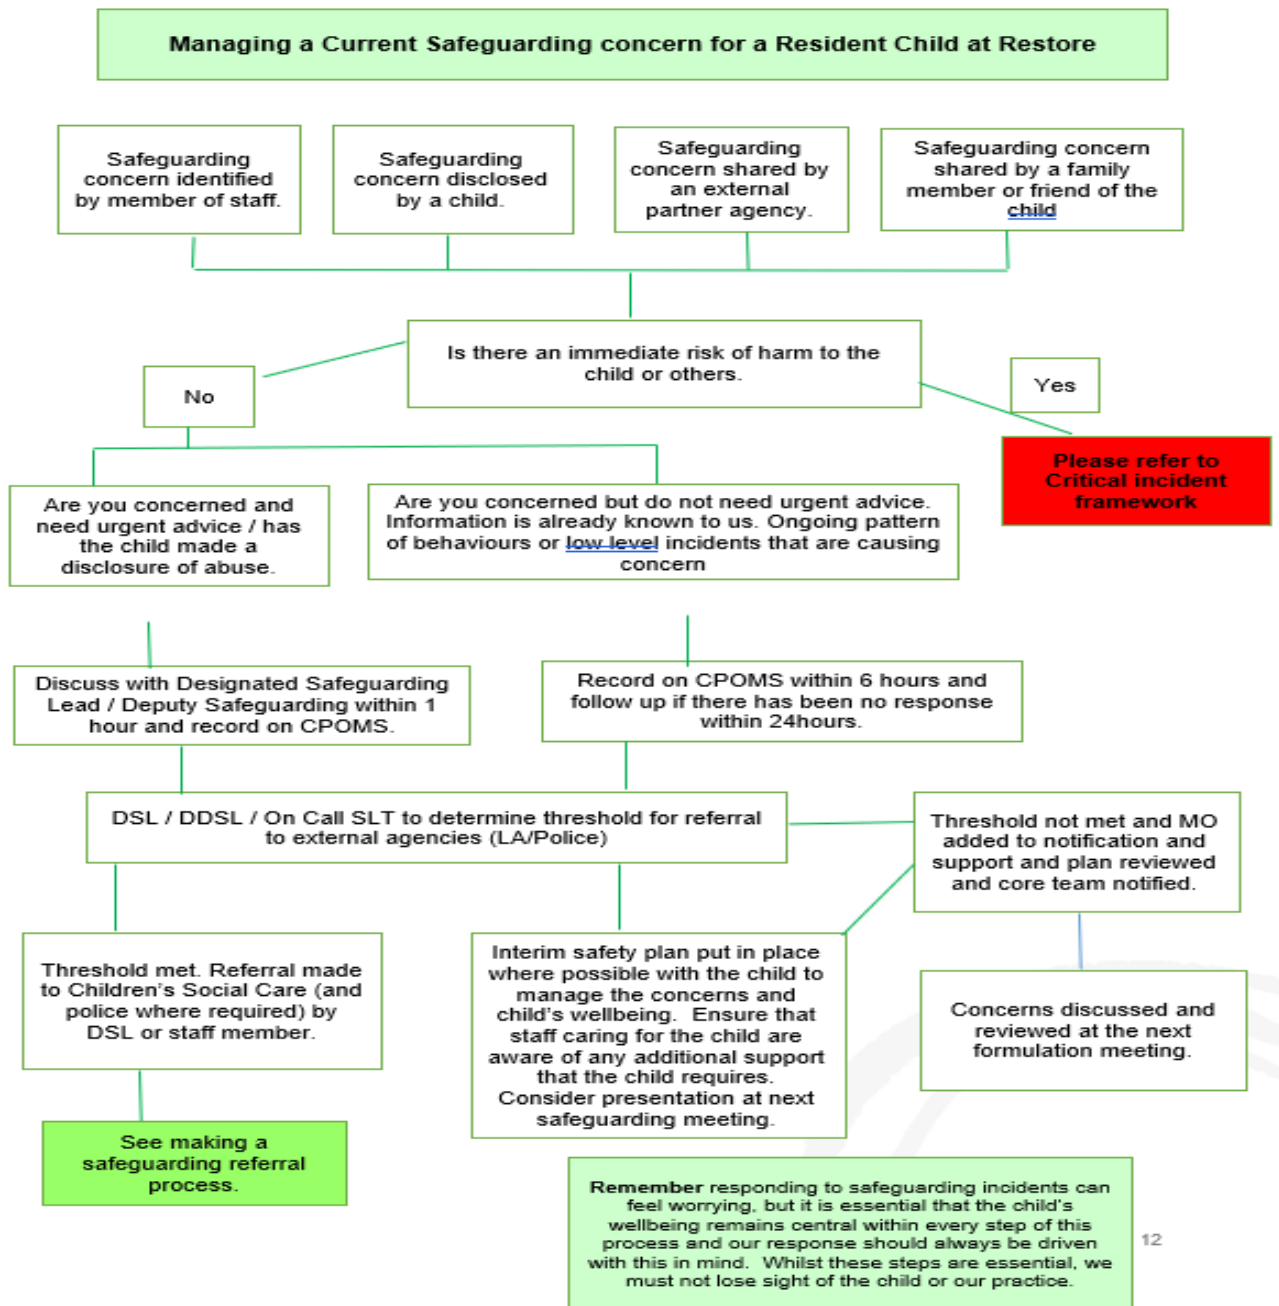 Managing a Current Safeguarding concern for a Resident Child at Restore
Safeguarding
concern identified
by member of staff.
Safeguarding
concern disclosed
by a child.
Safeguarding
concern shared by
an external
partner agency.
Safeguarding concern
shared by a family
member or friend of the
child
Is there an immediate risk of harm to the
child or others.
No
Yes
Please refer to
Critical incident
framework
Are you concerned and
need urgent advice / has
the child made a
disclosure of abuse.
Are you concerned but do not need urgent advice.
Information is already known to us. Ongoing pattern
of behaviours or low level incidents that are causing
concern
Discuss with Designated Safeguarding
Lead / Deputy Safeguarding within 1
hour and record on CPOMS.
Record on CPOMS within 6 hours and
follow up if there has been no response
within 24hours.
DSL / DDSL / On Call SLT to determine threshold for referral
to external agencies (LA/Police)
Threshold not met and MO
added to notification and
support and plan reviewed
and core team notified.
Threshold met. Referral made
to Children's Social Care (and
police where required) by
DSL or staff member.
Interim safety plan put in place
where possible with the child to
manage the concerns and
child's wellbeing. Ensure that
staff caring for the child are
aware of any additional support
that the child requires.
Consider presentation at next
safeguarding meeting.
Concerns discussed and
reviewed at the next
formulation meeting.
See making a
safeguarding referral
process.
Remember responding to safeguarding incidents can
feel worrying, but it is essential that the child's
wellbeing remains central within every step of this
process and our response should always be driven
with this in mind. Whilst these steps are essential, we
must not lose sight of the child or our practice.
12